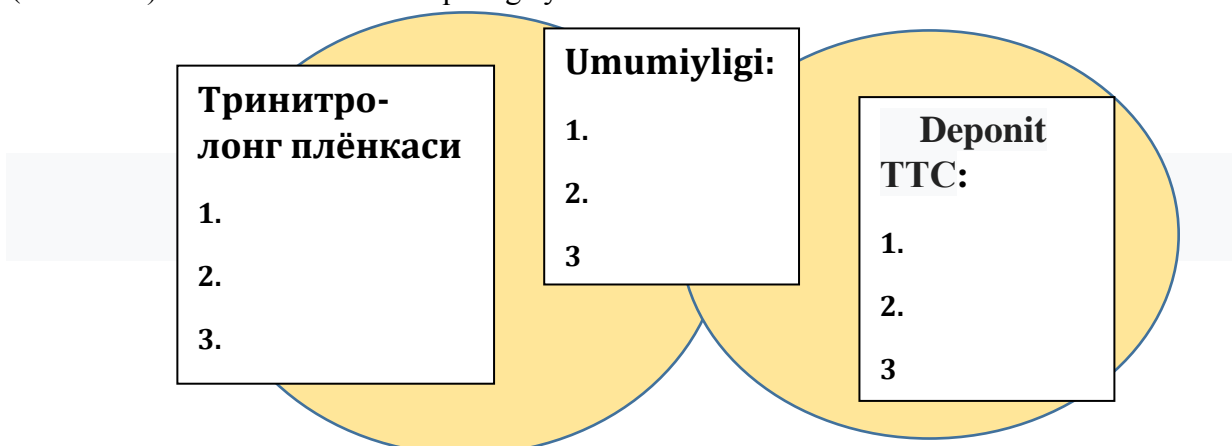 Тринитро-
лонг плёнкаси
1.
2.
3.
Umumiyligi:
1.
2.
3
Deponit
TTC:
1.
2.
3